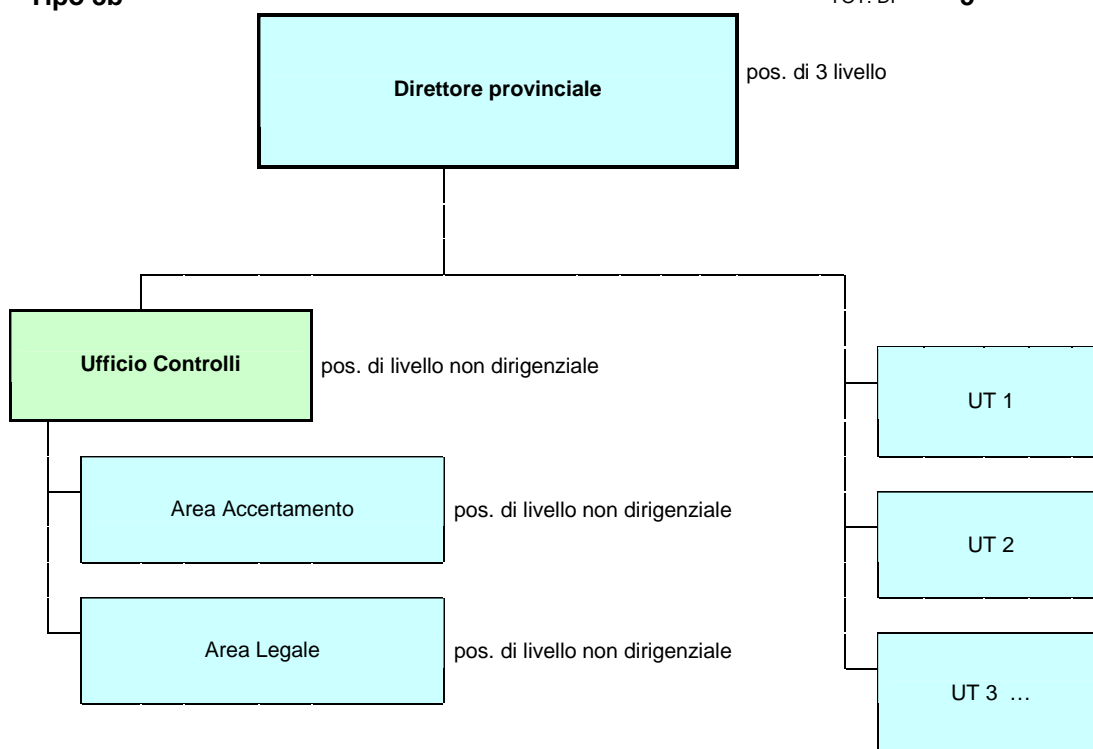 Direttore provinciale
pos. di 3 livello
Ufficio Controlli
pos. di livello non dirigenziale
UT 1
Area Accertamento
pos. di livello non dirigenziale
UT 2
Area Legale
pos. di livello non dirigenziale
UT 3 …